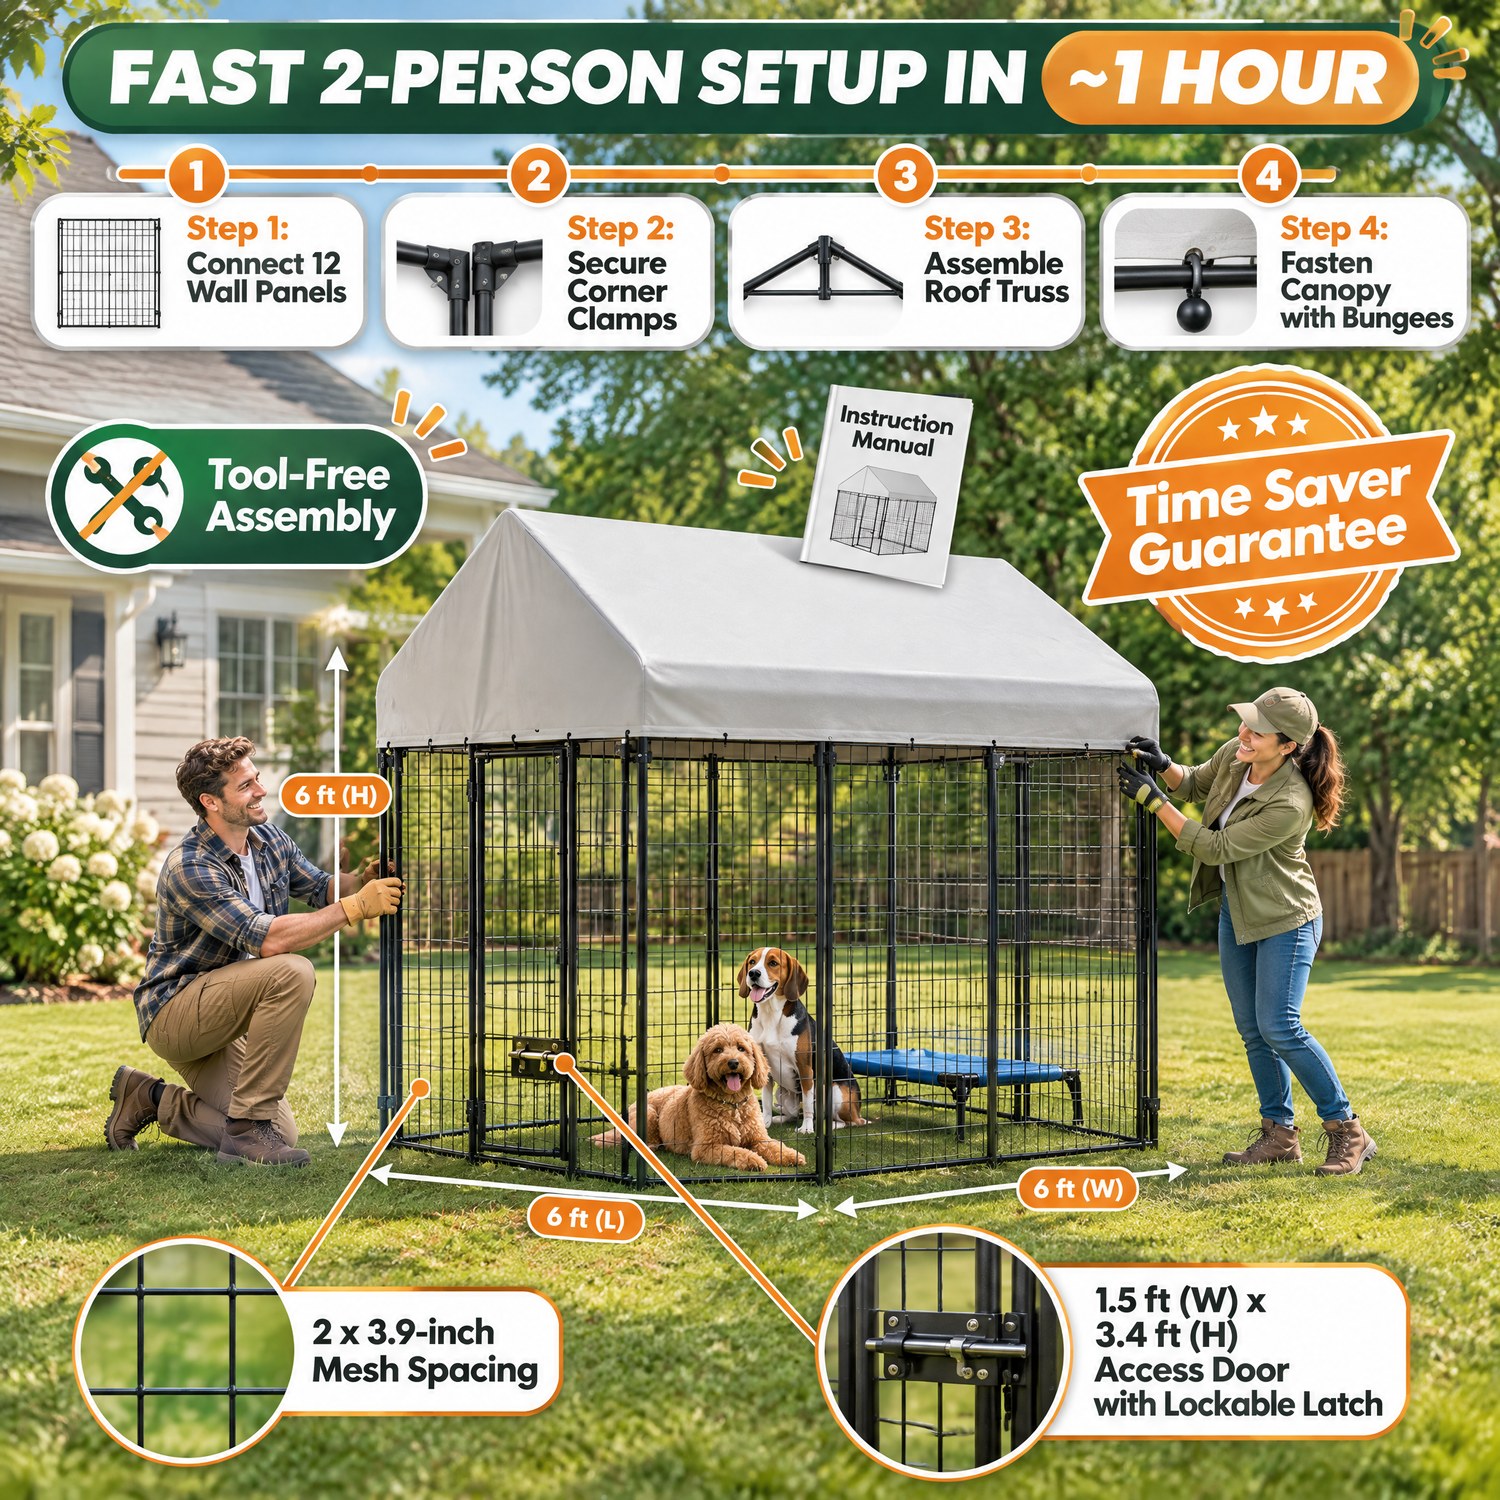 FAST 2-PERSON SETUP IN ~1 HOUR
1
2
3
4
Step 1:
Connect 12
Wall Panels
Step 2:
Secure
Corner
Clamps
Step 3:
Assemble
Roof Truss
Step 4:
Fasten
Canopy
with Bungees
Tool-Free
Assembly
Instruction
Manual
Time Saver
Guarantee
6 ft (H)
6 ft (L)
6 ft (W)
2 x 3.9-inch
Mesh Spacing
1.5 ft (W) x
3.4 ft (H)
Access Door
with Lockable Latch